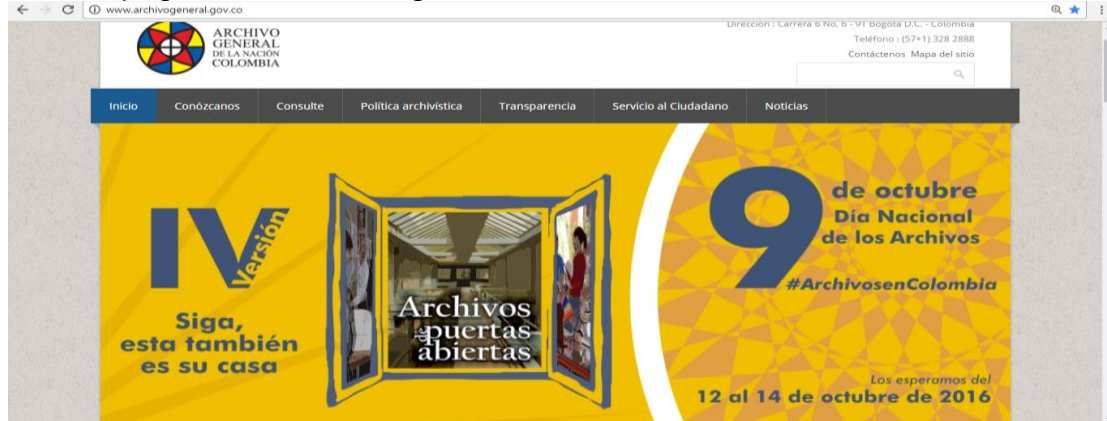 www.archivogeneral.gov.co
ARCHIVO
GENERAL
DE LA NACIÓN
COLOMBIA
Dirección : Carrera 6 No. 6 - 91 Bogotá D.C. - Colombia
Teléfono : (57+1) 328 2888
Contáctenos Mapa del sitio
Inicio Conózcanos Consulte Política archivística Transparencia Servicio al Ciudadano Noticias
IV Versión
Siga,
esta también
es su casa
Archivos
de puertas
abiertas
9 de octubre
Día Nacional
de los Archivos
#ArchivosenColombia
Los esperamos del
12 al 14 de octubre de 2016